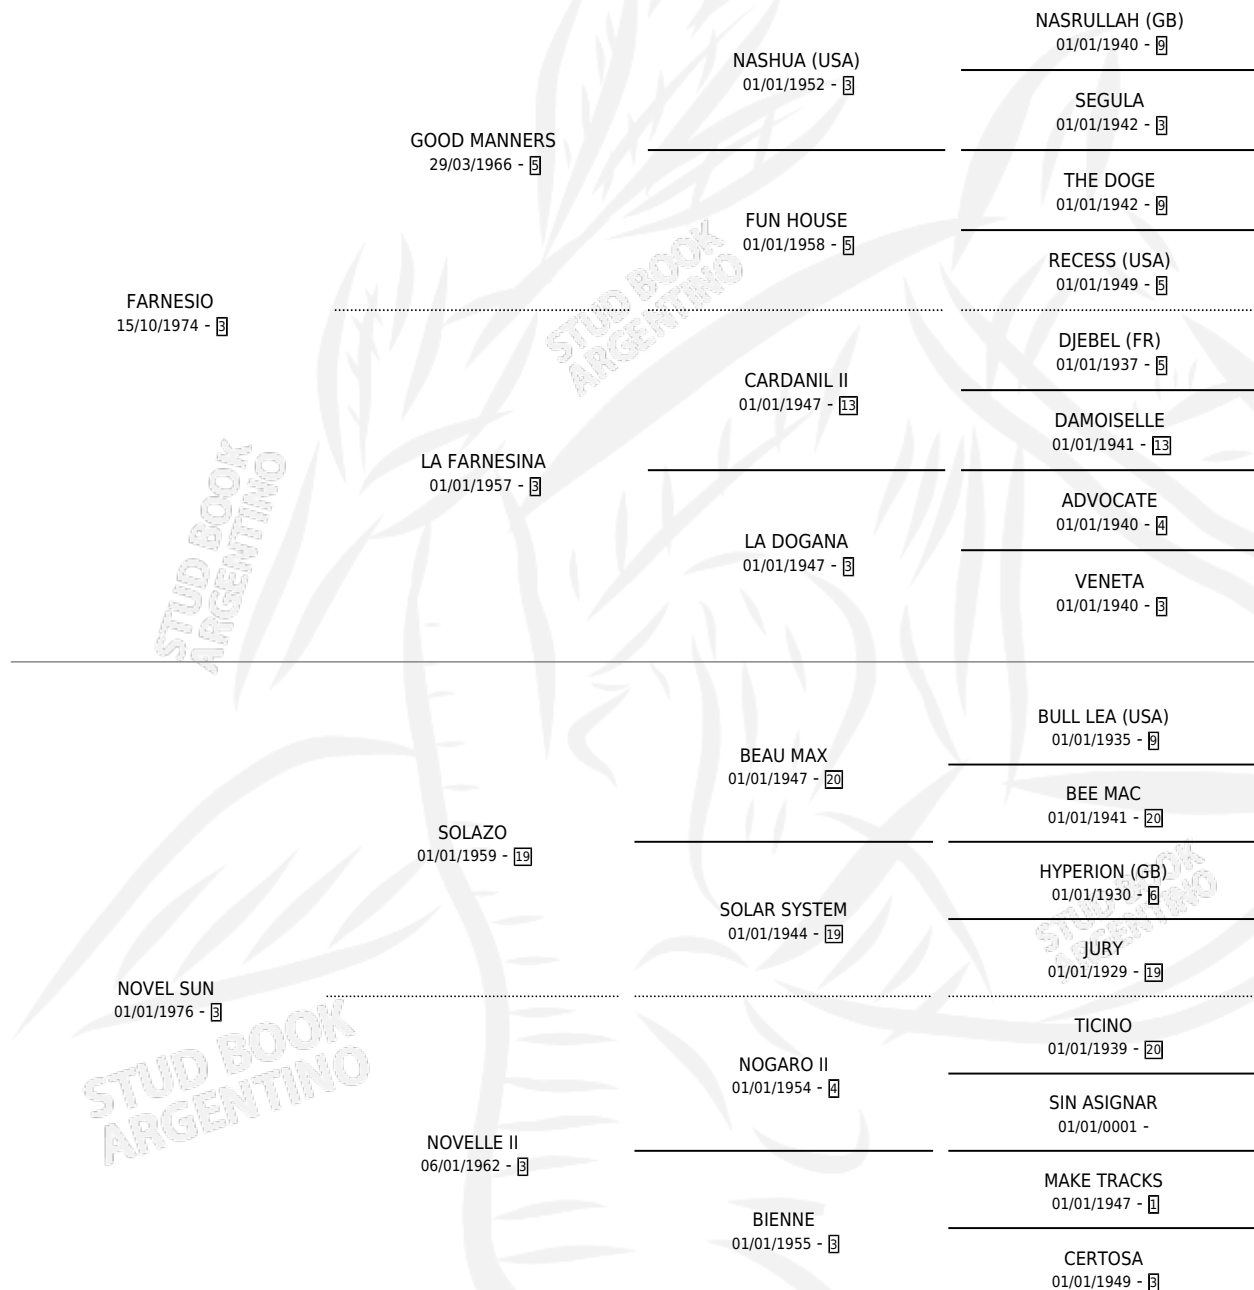 NASRULLAH (GB)
01/01/1940 - 9
NASHUA (USA)
01/01/1952 - 3
SEGULA
01/01/1942 - 3
GOOD MANNERS
29/03/1966 - 5
THE DOGE
01/01/1942 - 9
FUN HOUSE
01/01/1958 - 5
RECESS (USA)
01/01/1949 - 5
FARNESIO
15/10/1974 - 3
DJEBEL (FR)
01/01/1937 - 5
CARDANIL II
01/01/1947 - 13
DAMOISELLE
01/01/1941 - 13
LA FARNESINA
01/01/1957 - 3
ADVOCATE
01/01/1940 - 4
LA DOGANA
01/01/1947 - 3
VENETA
01/01/1940 - 3
BULL LEA (USA)
01/01/1935 - 9
BEAU MAX
01/01/1947 - 20
BEE MAC
01/01/1941 - 20
SOLAZO
01/01/1959 - 19
HYPERION (GB)
01/01/1930 - 6
SOLAR SYSTEM
01/01/1944 - 19
JURY
01/01/1929 - 19
NOVEL SUN
01/01/1976 - 3
TICINO
01/01/1939 - 20
NOGARO II
01/01/1954 - 4
SIN ASIGNAR
01/01/0001 -
NOVELLE II
06/01/1962 - 3
MAKE TRACKS
01/01/1947 - 1
BIENNE
01/01/1955 - 3
CERTOSA
01/01/1949 - 3
STUD BOOK
ARGENTINO
STUD BOOK
ARGENTINO
STUD BOOK
ARGENTINO
STUD BOOK
ARGENTINO